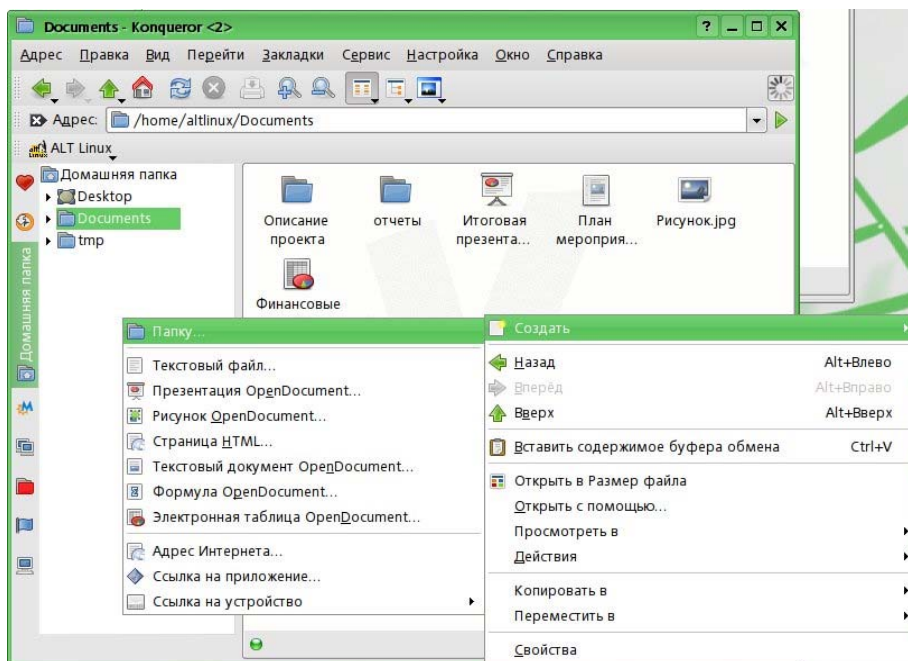 Documents - Konqueror <2>
Адрес Правка Вид Перейти Закладки Сервис Настройка Окно Справка
Адрес: /home/altlinux/Documents
ALT Linux
Домашняя папка
Desktop
Documents
tmp
Домашняя папка
Описание проекта
отчеты
Итоговая презента...
План мероприя...
Рисунок.jpg
Финансовые
Папку...
Текстовый файл...
Презентация OpenDocument...
Рисунок OpenDocument...
Страница HTML...
Текстовый документ OpenDocument...
Формула OpenDocument...
Электронная таблица OpenDocument...
Адрес Интернета...
Ссылка на приложение...
Ссылка на устройство
Создать
Назад Alt+Влево
Вперёд Alt+Вправо
Вверх Alt+Вверх
Вставить содержимое буфера обмена Ctrl+V
Открыть в Размер файла
Открыть с помощью...
Просмотреть в
Действия
Копировать в
Переместить в
Свойства